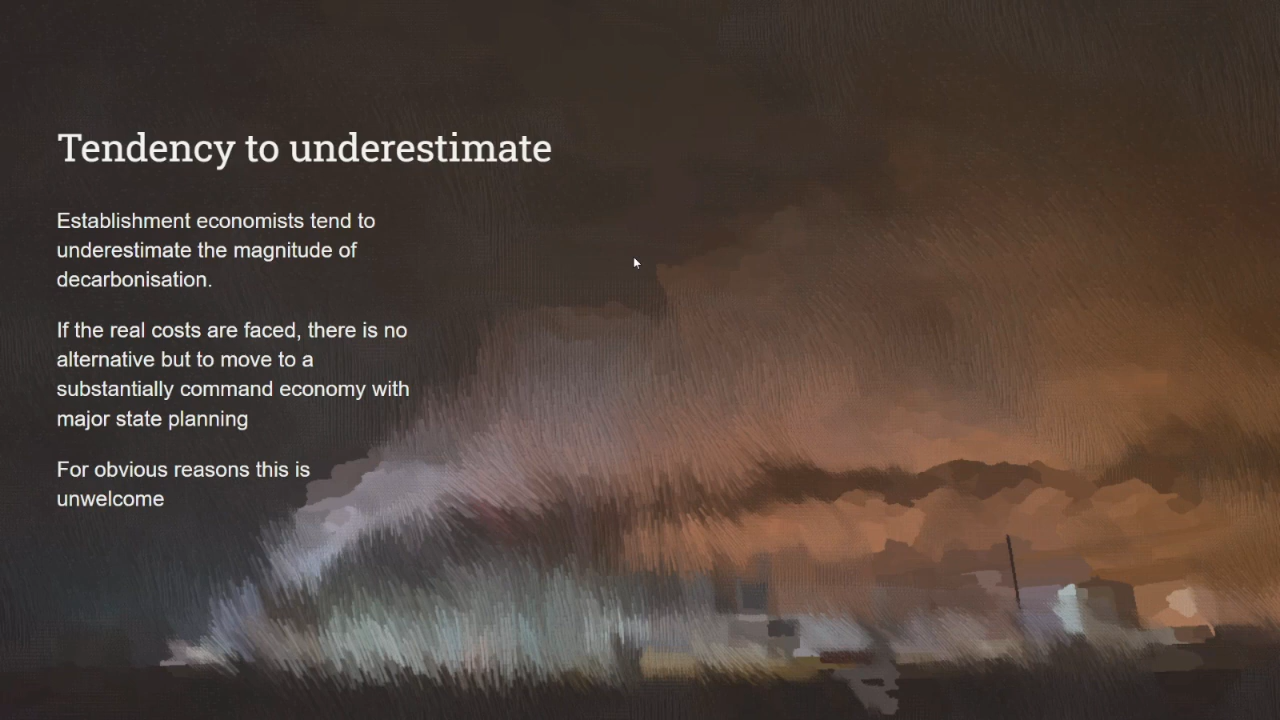 Tendency to underestimate
Establishment economists tend to
underestimate the magnitude of
decarbonisation.
If the real costs are faced, there is no
alternative but to move to a
substantially command economy with
major state planning
For obvious reasons this is
unwelcome